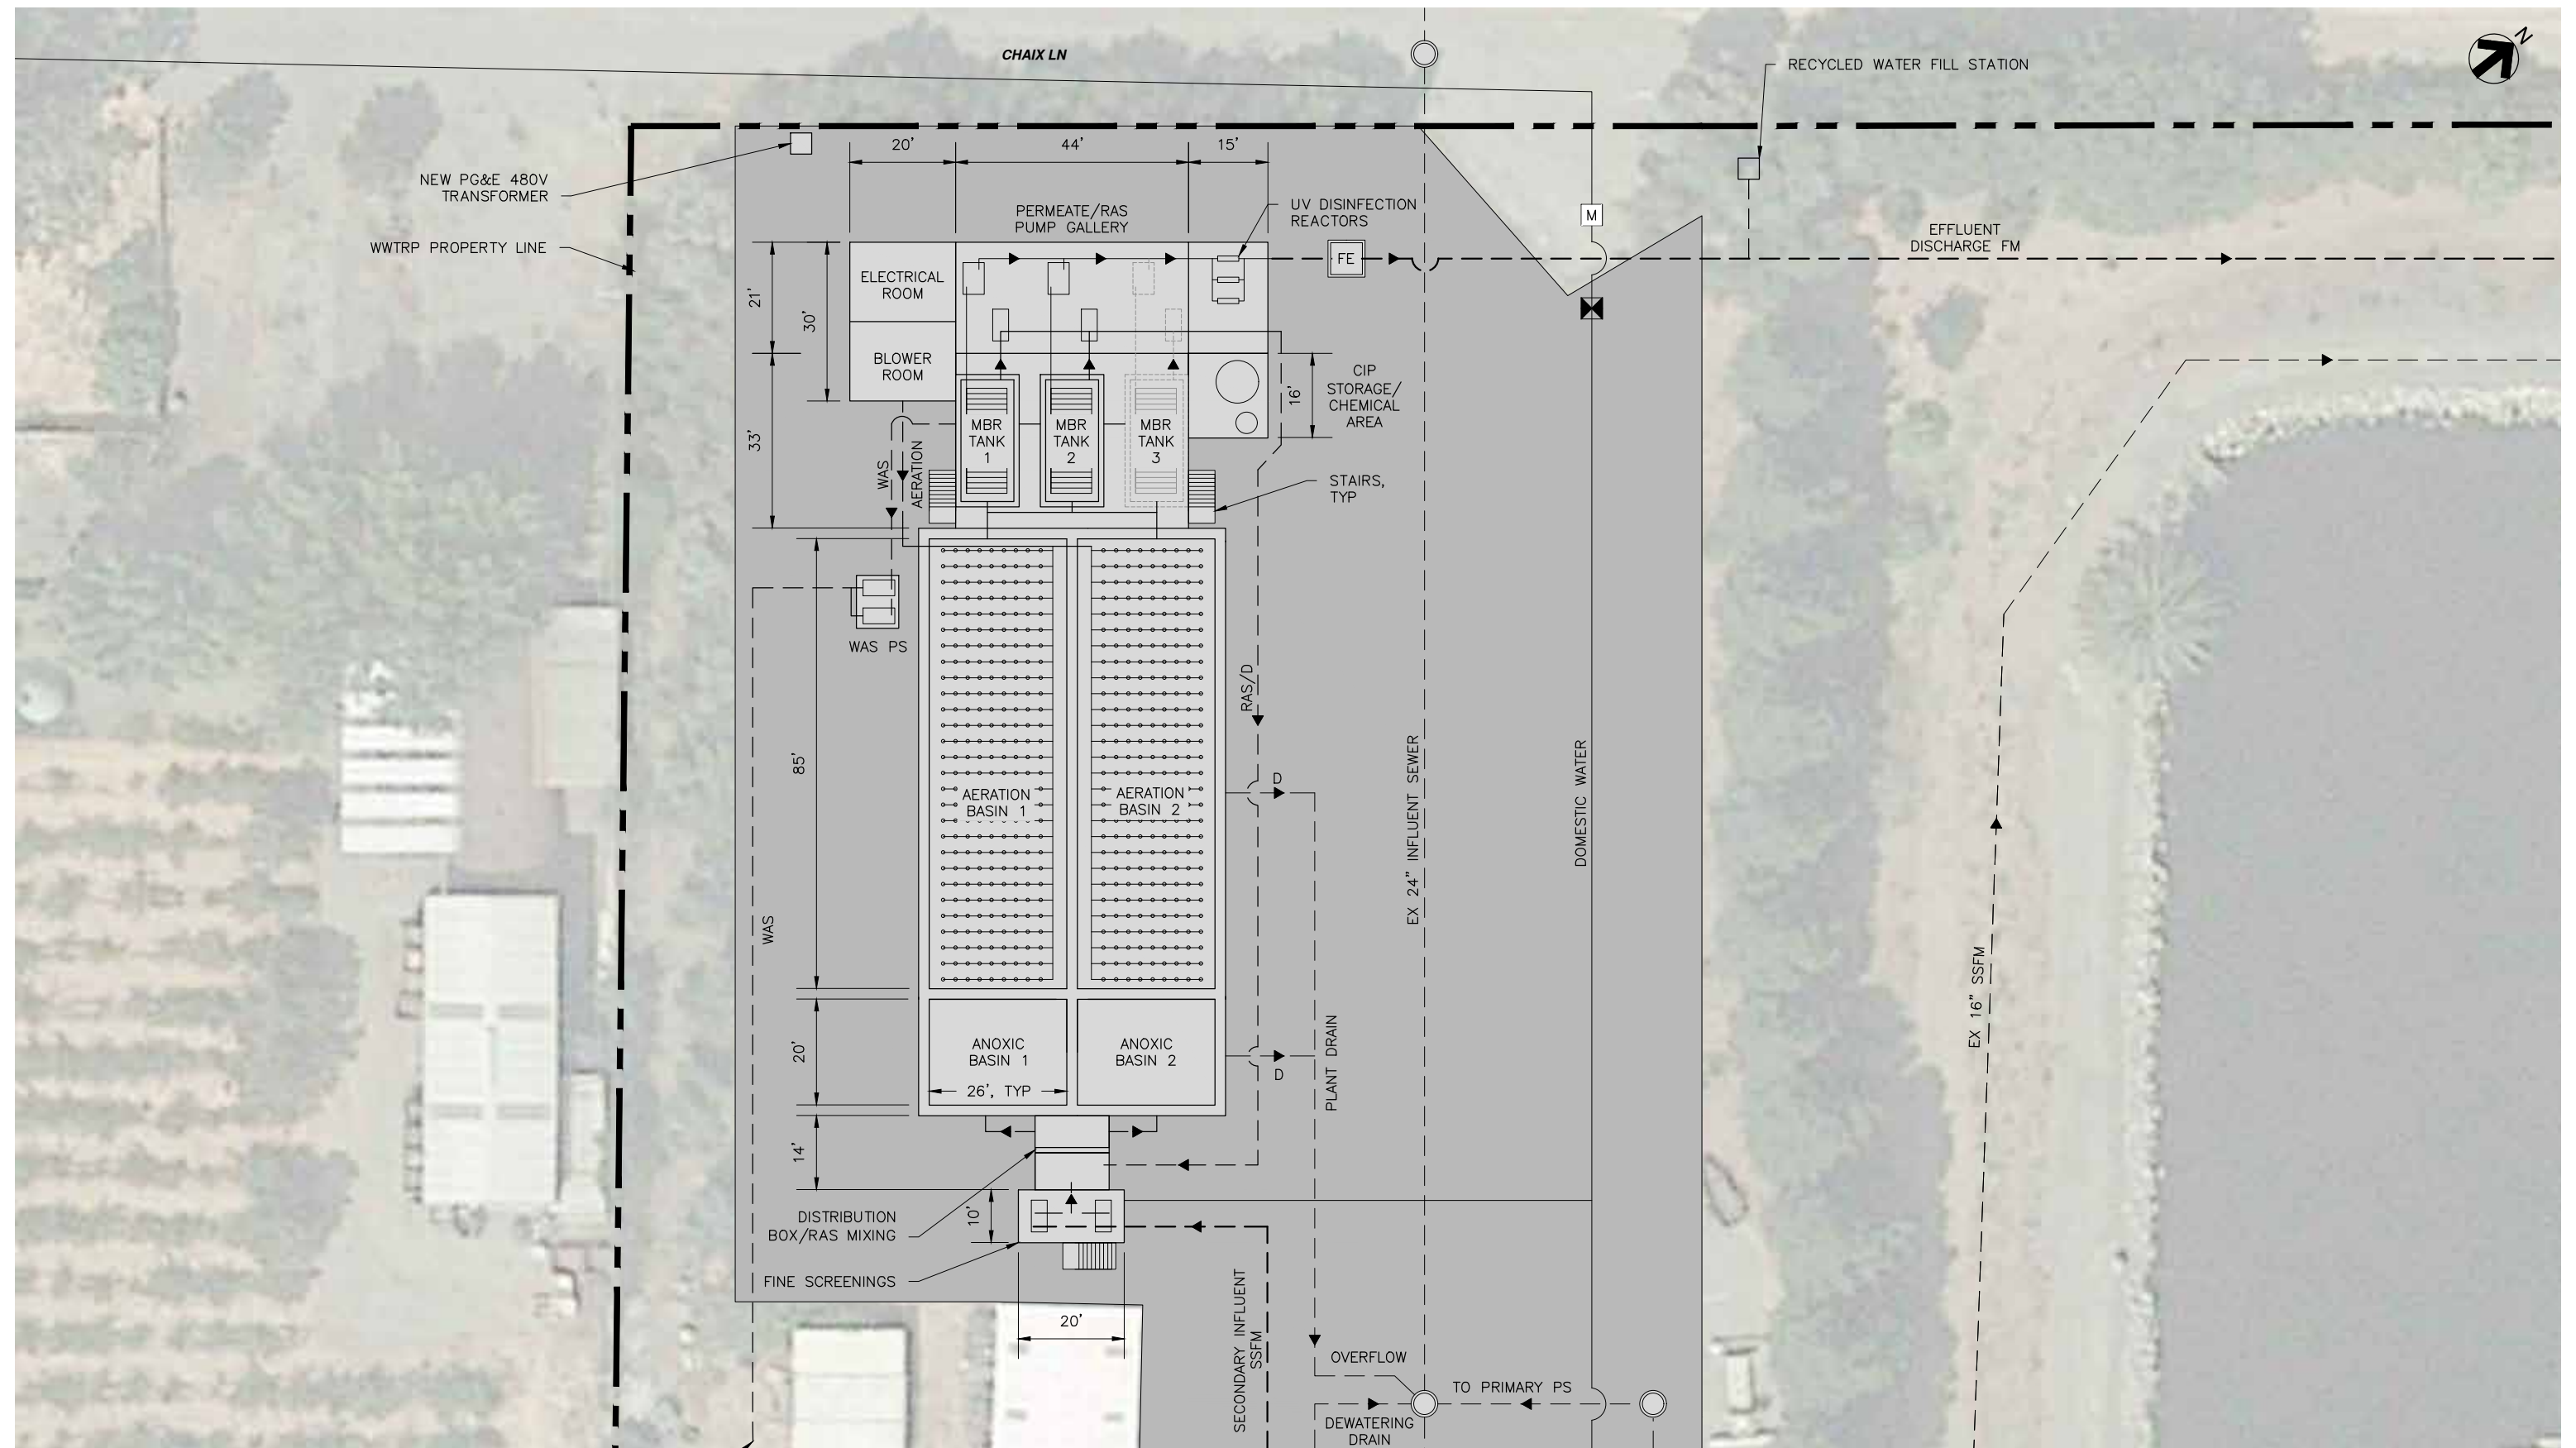 CHAIX LN
N
RECYCLED WATER FILL STATION
20'
44'
15'
NEW PG&E 480V
TRANSFORMER
PERMEATE/RAS
PUMP GALLERY
UV DISINFECTION
REACTORS
M
WWTRP PROPERTY LINE
EFFLUENT
DISCHARGE FM
FE
ELECTRICAL
ROOM
21'
30'
BLOWER
ROOM
CIP
STORAGE/
CHEMICAL
AREA
16'
33'
MBR
TANK
1
MBR
TANK
2
MBR
TANK
3
WAS
AERATION
STAIRS,
TYP
WAS PS
RAS/D
85'
AERATION
BASIN 1
AERATION
BASIN 2
D
EX 24" INFLUENT SEWER
DOMESTIC WATER
WAS
EX 16" SSFM
20'
ANOXIC
BASIN 1
ANOXIC
BASIN 2
26', TYP
D
PLANT DRAIN
14'
10'
DISTRIBUTION
BOX/RAS MIXING
FINE SCREENINGS
20'
SECONDARY INFLUENT
SSFM
OVERFLOW
TO PRIMARY PS
DEWATERING
DRAIN